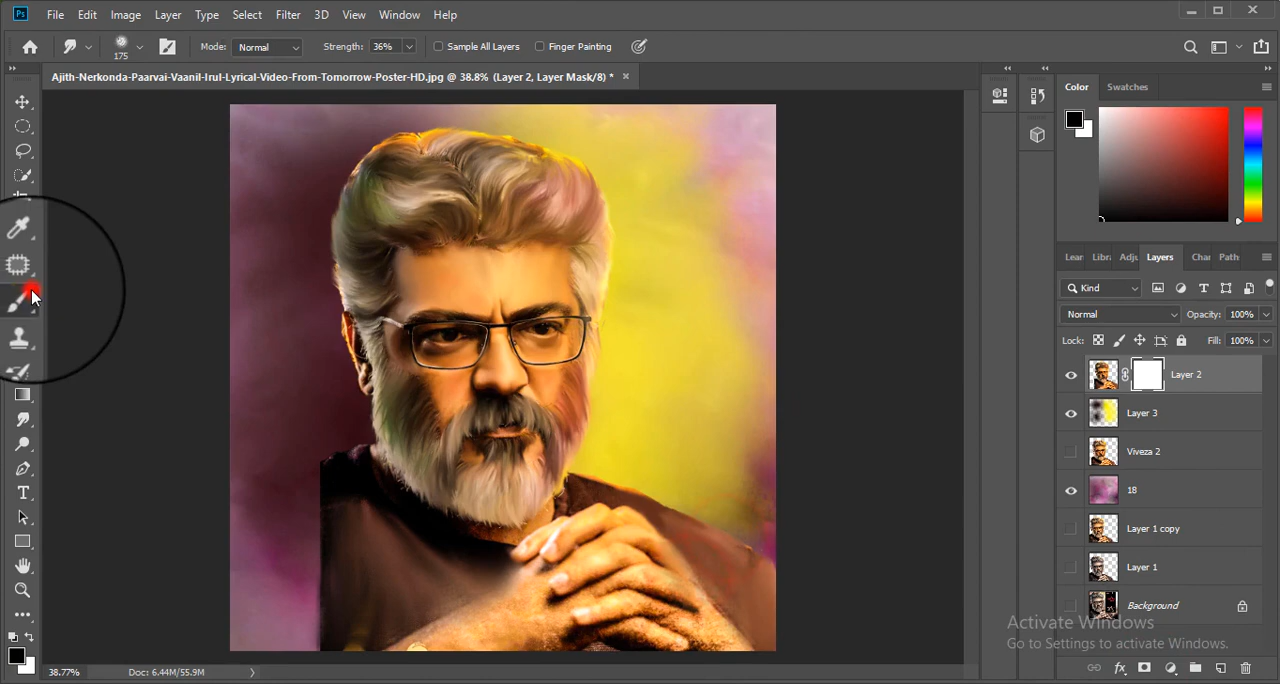 Ps File Edit Image Layer Type Select Filter 3D View Window Help
175 Mode: Normal Strength: 36% Sample All Layers Finger Painting
Ajith-Nerkonda-Paarvai-Vaanil-Irul-Lyrical-Video-From-Tomorrow-Poster-HD.jpg @ 38.8% (Layer 2, Layer Mask/8) *
Color Swatches
Lear Libra Adju Layers Char Path
Kind
Normal Opacity: 100%
Lock: Fill: 100%
Layer 2
Layer 3
Viveza 2
18
Layer 1 copy
Layer 1
Background
Activate Windows
Go to Settings to activate Windows.
38.77% Doc: 6.44M/55.9M